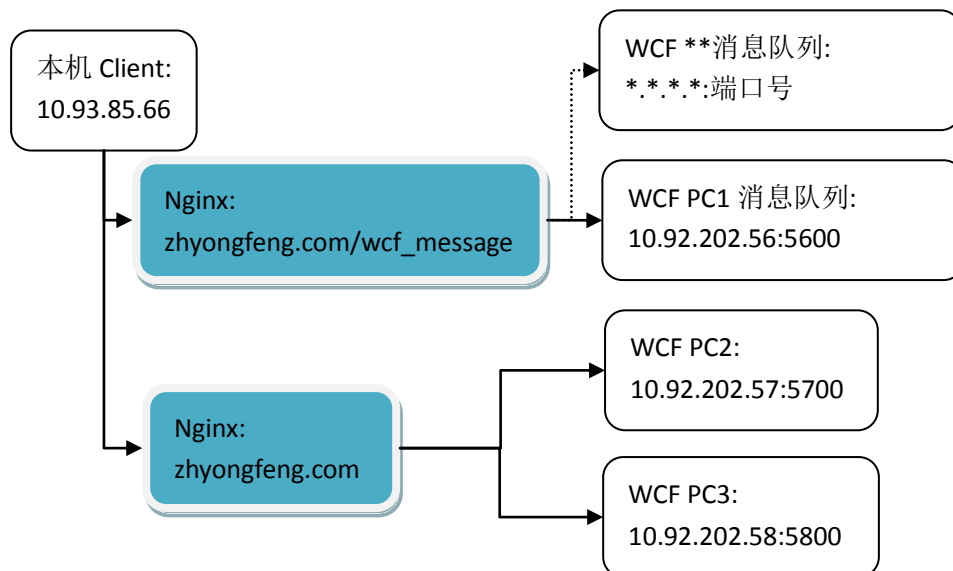 本机 Client:
10.93.85.66
WCF **消息队列:
*.*.*.*:端口号
Nginx:
zhyongfeng.com/wcf_message
WCF PC1 消息队列:
10.92.202.56:5600
WCF PC2:
10.92.202.57:5700
Nginx:
zhyongfeng.com
WCF PC3:
10.92.202.58:5800